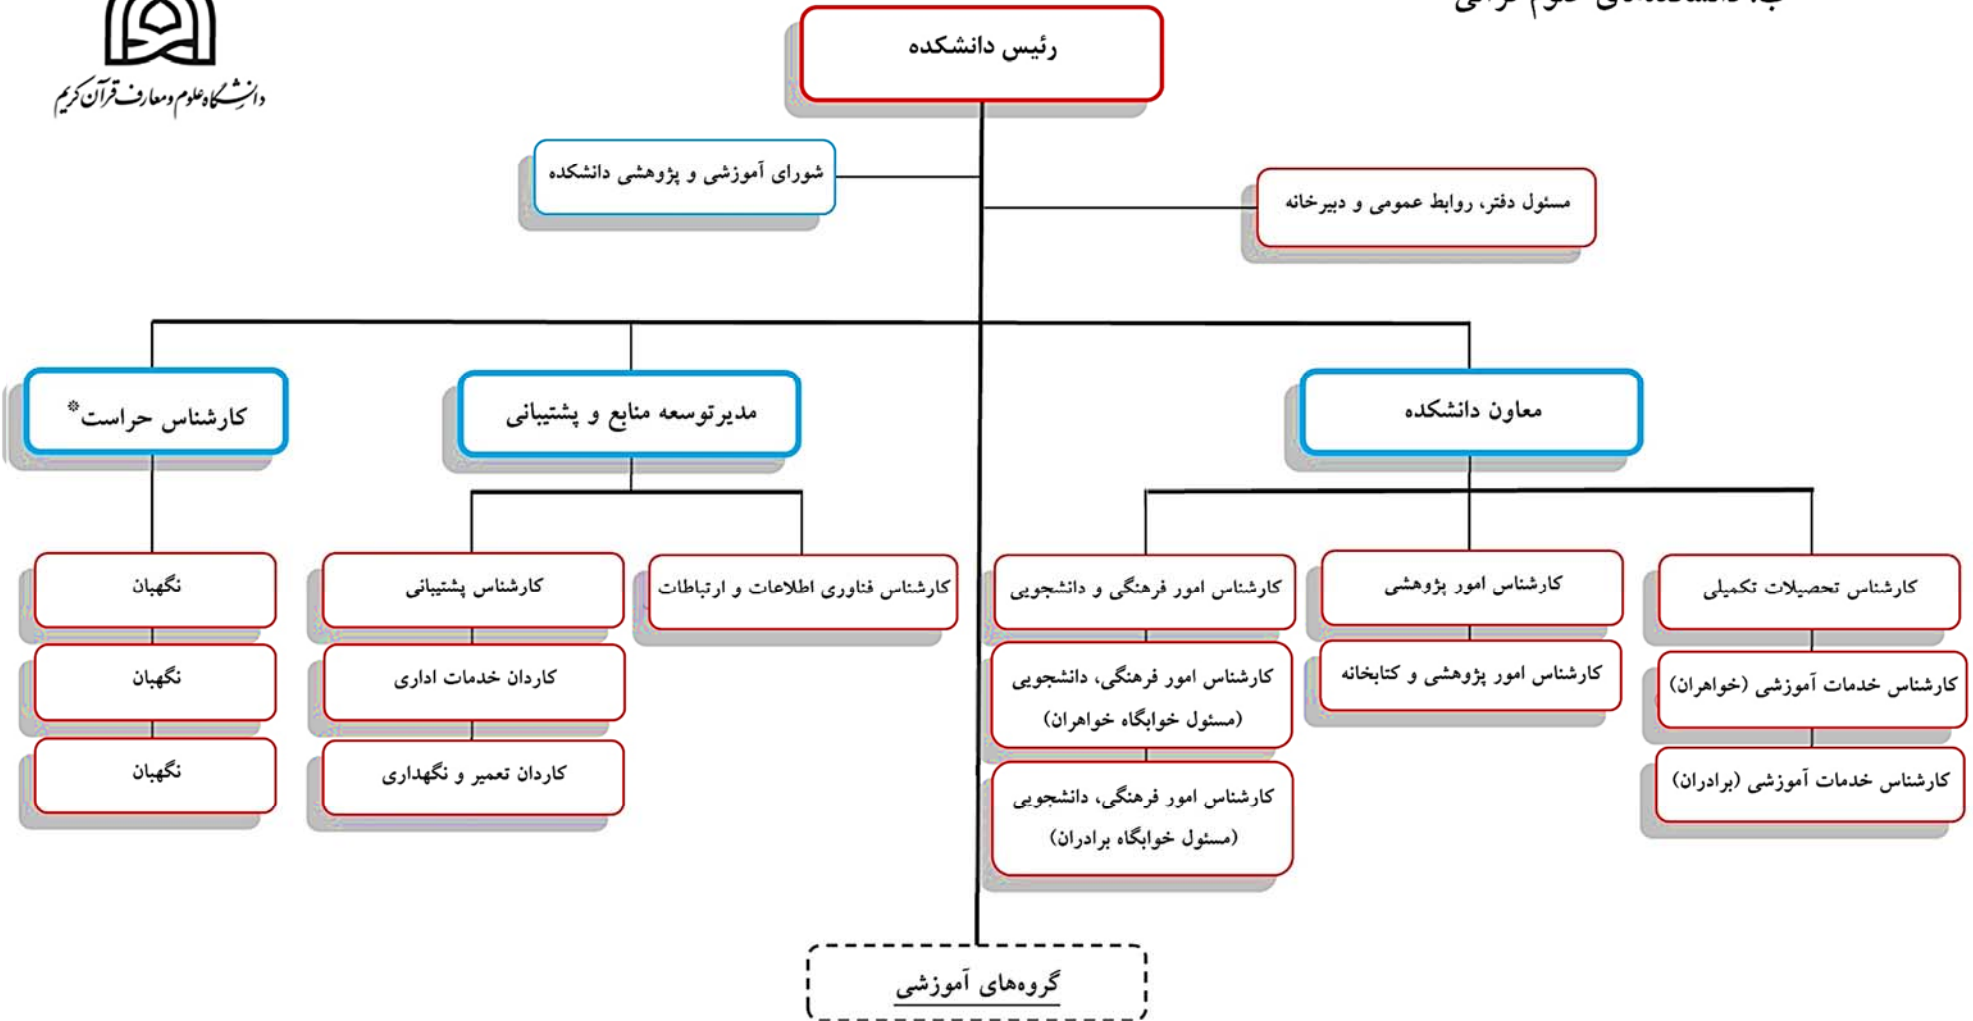 ب. دانشکده‌های علوم قرآنی
دانشگاه علوم و معارف قرآن کریم
رئیس دانشکده
شورای آموزشی و پژوهشی دانشکده
مسئول دفتر، روابط عمومی و دبیرخانه
معاون دانشکده
مدیرتوسعه منابع و پشتیبانی
کارشناس حراست*
کارشناس تحصیلات تکمیلی
کارشناس خدمات آموزشی (خواهران)
کارشناس خدمات آموزشی (برادران)
کارشناس امور پژوهشی
کارشناس امور پژوهشی و کتابخانه
کارشناس امور فرهنگی و دانشجویی
کارشناس امور فرهنگی، دانشجویی
(مسئول خوابگاه خواهران)
کارشناس امور فرهنگی، دانشجویی
(مسئول خوابگاه برادران)
کارشناس فناوری اطلاعات و ارتباطات
کارشناس پشتیبانی
کاردان خدمات اداری
کاردان تعمیر و نگهداری
نگهبان
نگهبان
نگهبان
گروه‌های آموزشی